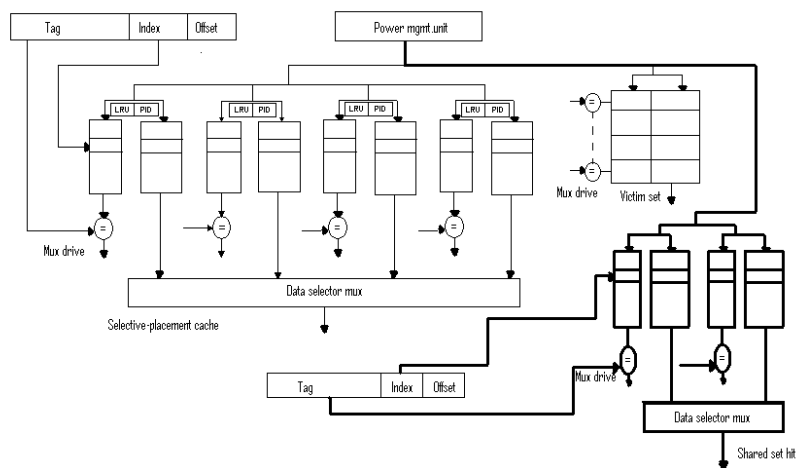 Tag Index Offset
Power mgmt.unit
LRU PID
LRU PID
LRU PID
LRU PID
=
=
Mux drive
Victim set
=
=
=
=
Mux drive
Data selector mux
Selective-placement cache
=
=
Mux drive
Tag Index Offset
Data selector mux
Shared set hit